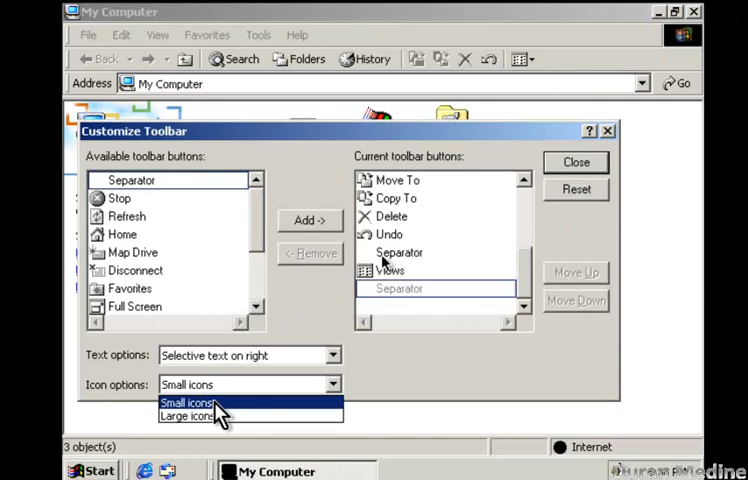 My Computer
File Edit View Favorites Tools Help
Back Search Folders History
Address My Computer Go
Customize Toolbar
Available toolbar buttons: Current toolbar buttons:
Separator
Stop
Refresh
Home
Map Drive
Disconnect
Favorites
Full Screen
Add ->
<- Remove
Move To
Copy To
Delete
Undo
Separator
Views
Separator
Close
Reset
Move Up
Move Down
Text options: Selective text on right
Icon options: Small icons
Small icons
Large icons
3 object(s) Internet
Start My Computer